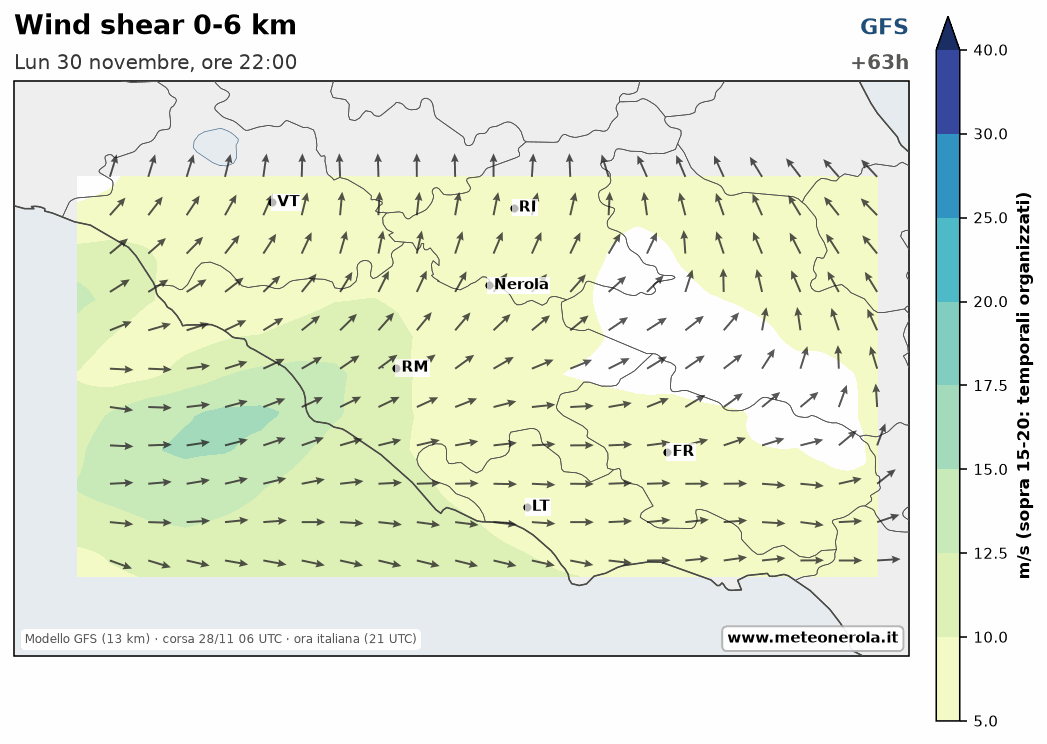 Wind shear 0-6 km
GFS
Lun 30 novembre, ore 22:00
+63h
VT
RI
Nerola
RM
FR
LT
Modello GFS (13 km) · corsa 28/11 06 UTC · ora italiana (21 UTC)
www.meteonerola.it
40.0
30.0
25.0
20.0
17.5
15.0
12.5
10.0
5.0
m/s (sopra 15-20: temporali organizzati)